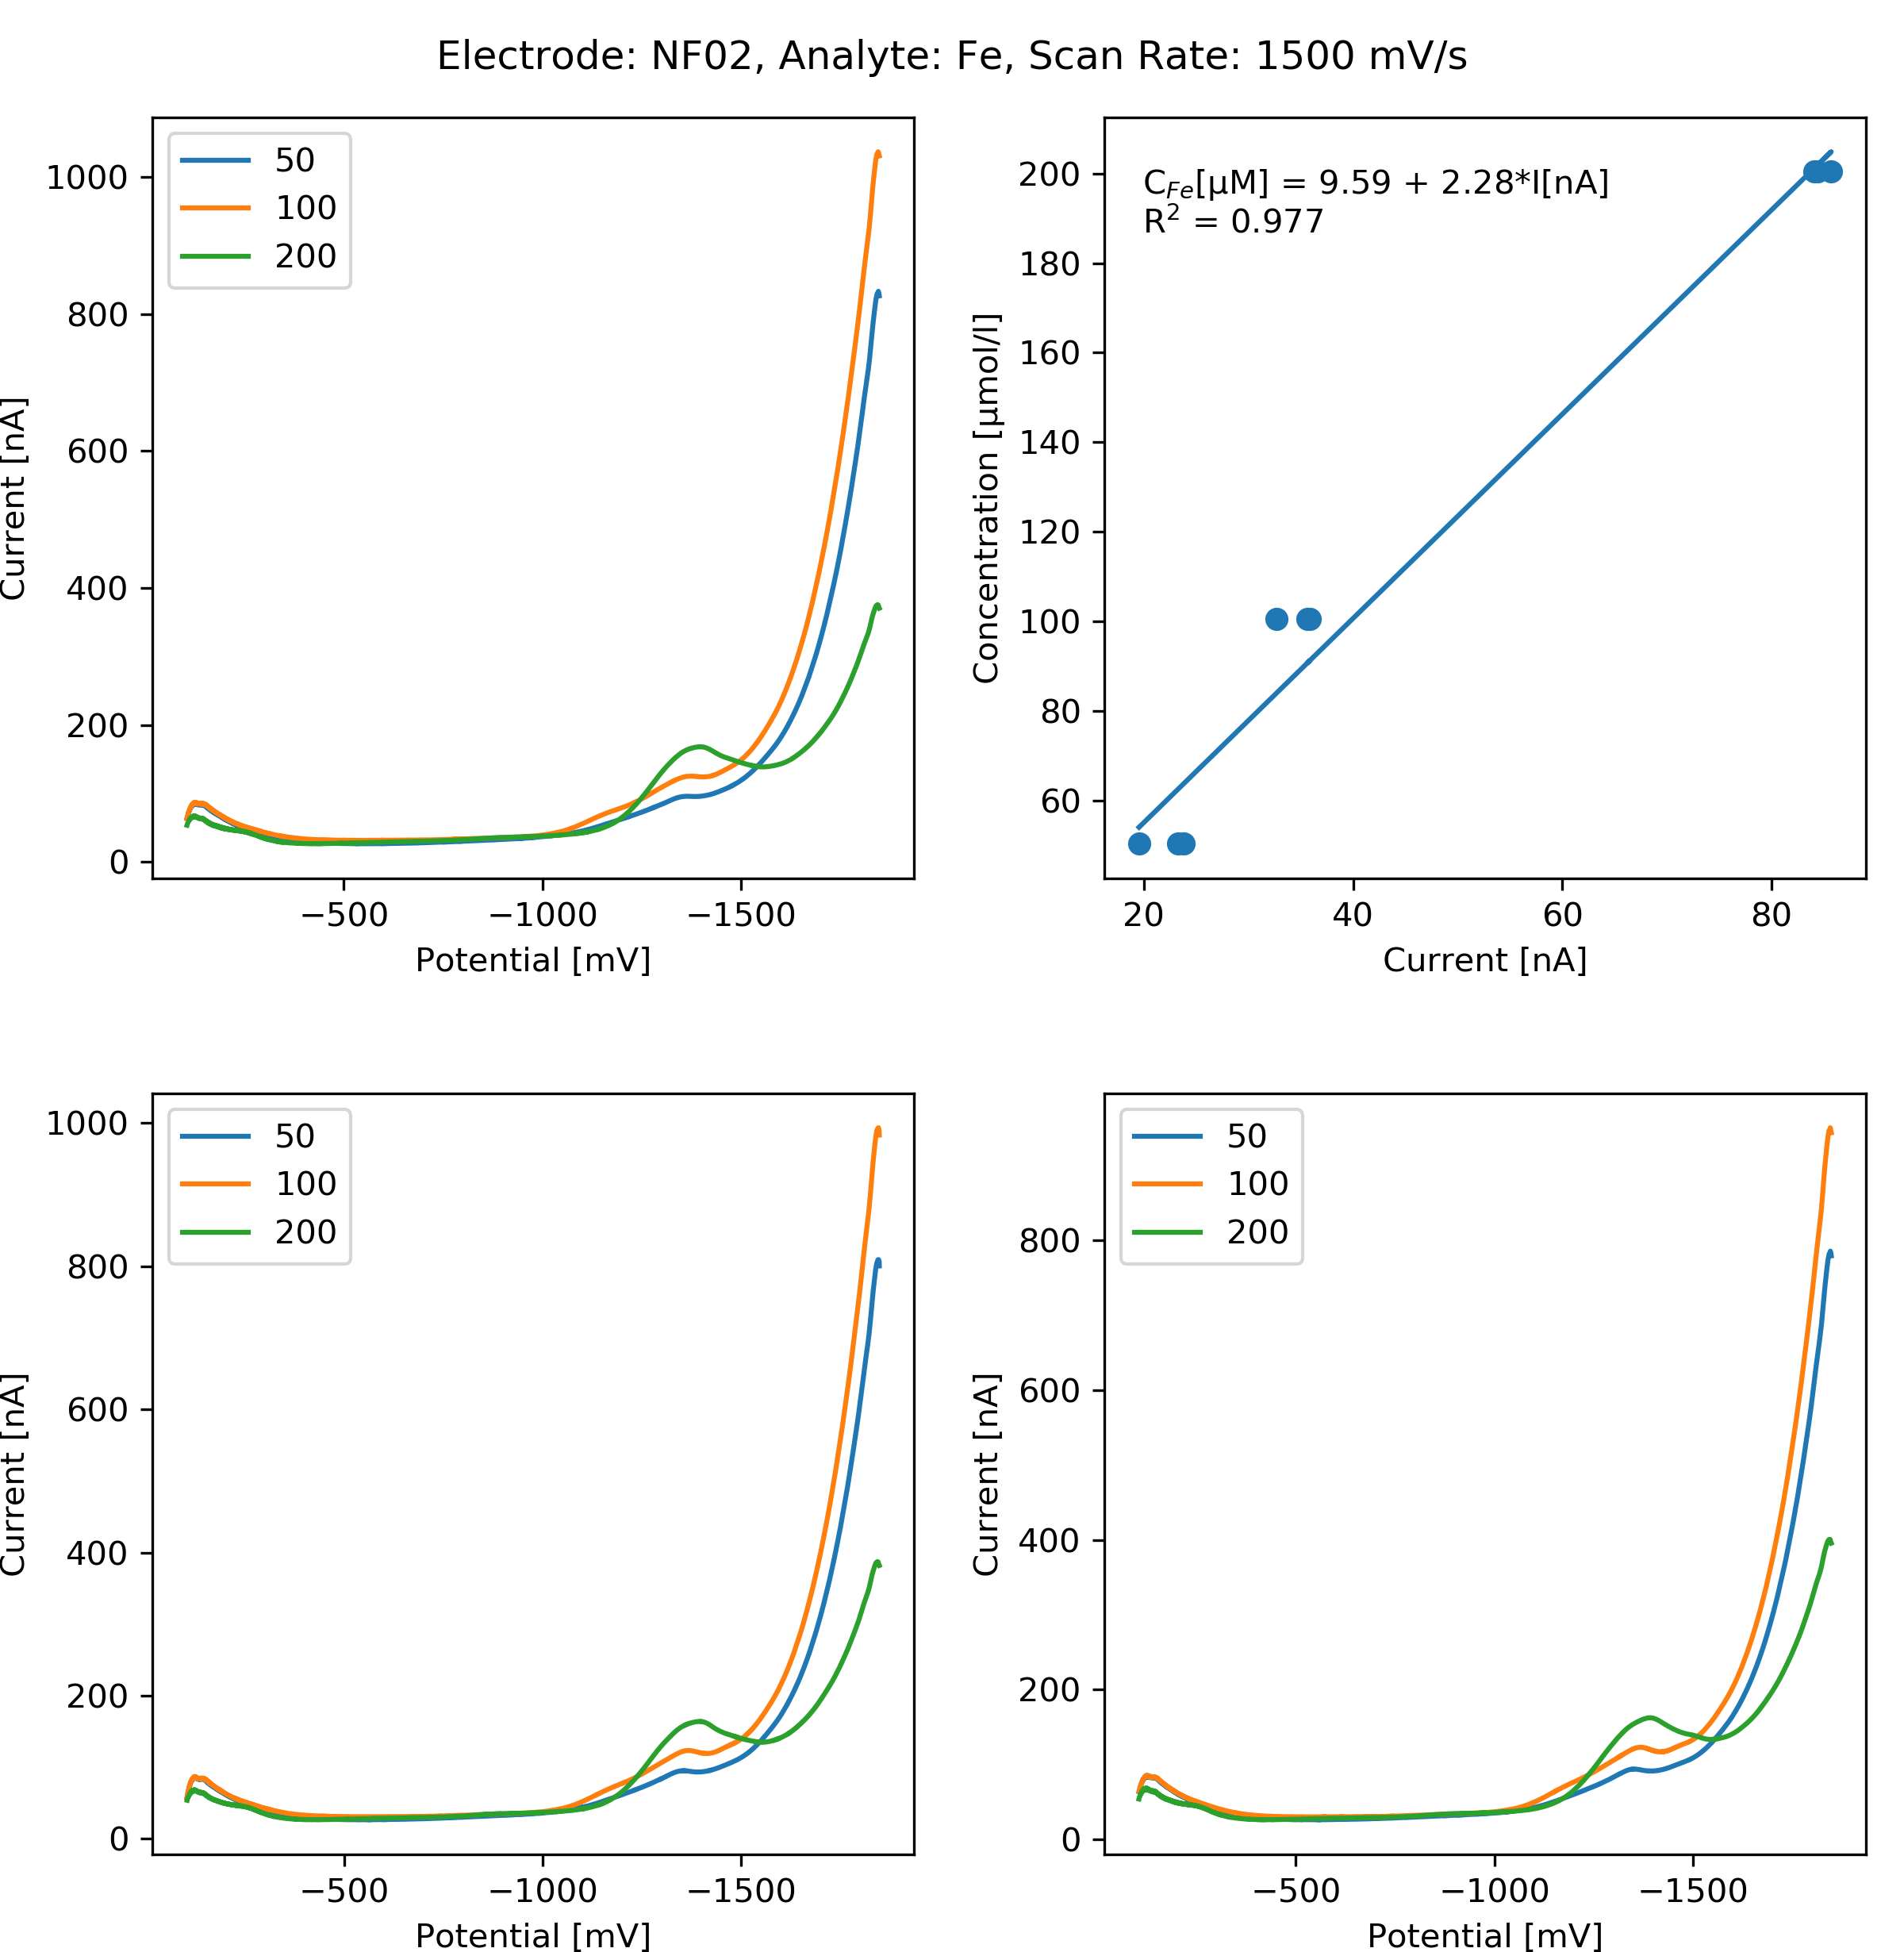 Electrode: NF02, Analyte: Fe, Scan Rate: 1500 mV/s
50
100
200
1000
800
600
400
200
0
Current [nA]
−500 −1000 −1500
Potential [mV]
C_Fe[µM] = 9.59 + 2.28*I[nA]
R² = 0.977
200
180
160
140
120
100
80
60
Concentration [µmol/l]
20 40 60 80
Current [nA]
50
100
200
1000
800
600
400
200
0
Current [nA]
−500 −1000 −1500
Potential [mV]
50
100
200
800
600
400
200
0
Current [nA]
−500 −1000 −1500
Potential [mV]